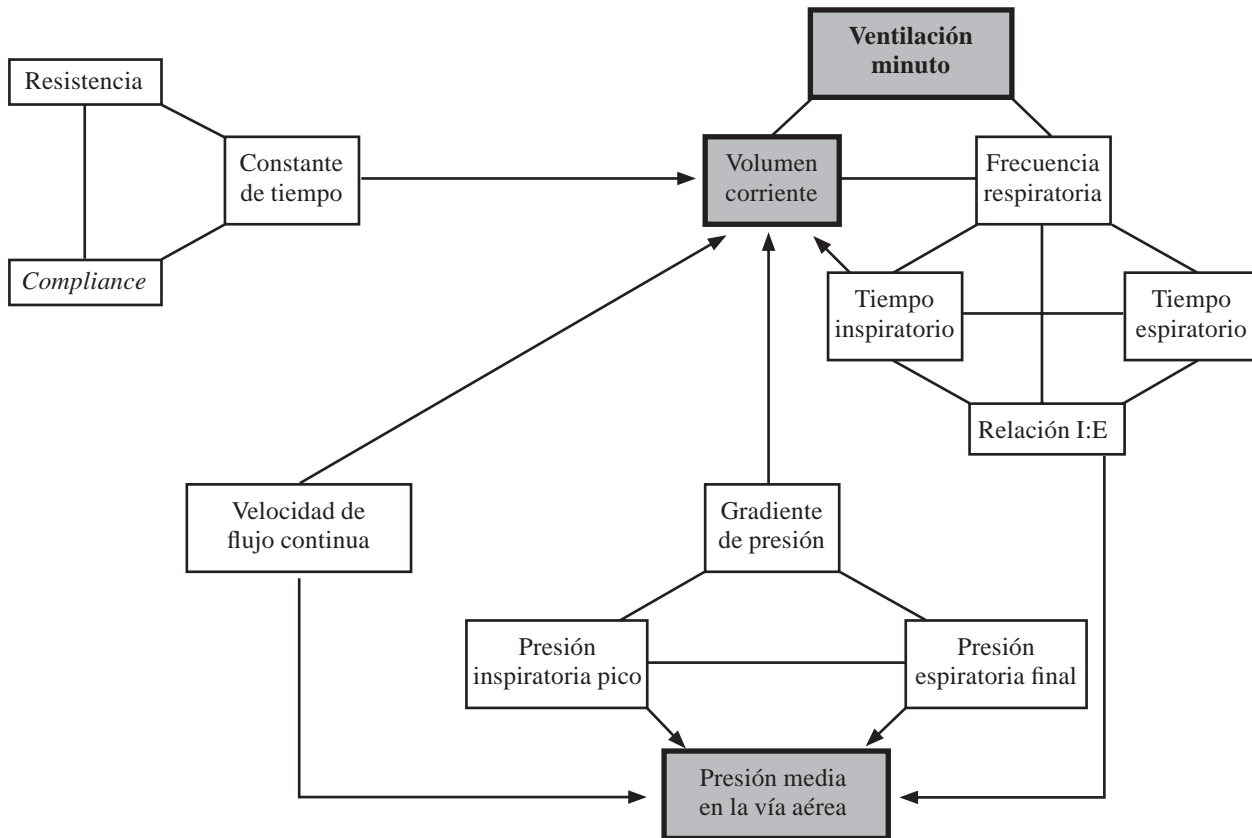 Ventilación
minuto
Resistencia
Constante
de tiempo
Compliance
Volumen
corriente
Frecuencia
respiratoria
Tiempo
inspiratorio
Tiempo
espiratorio
Relación I:E
Velocidad de
flujo continua
Gradiente
de presión
Presión
inspiratoria pico
Presión
espiratoria final
Presión media
en la vía aérea